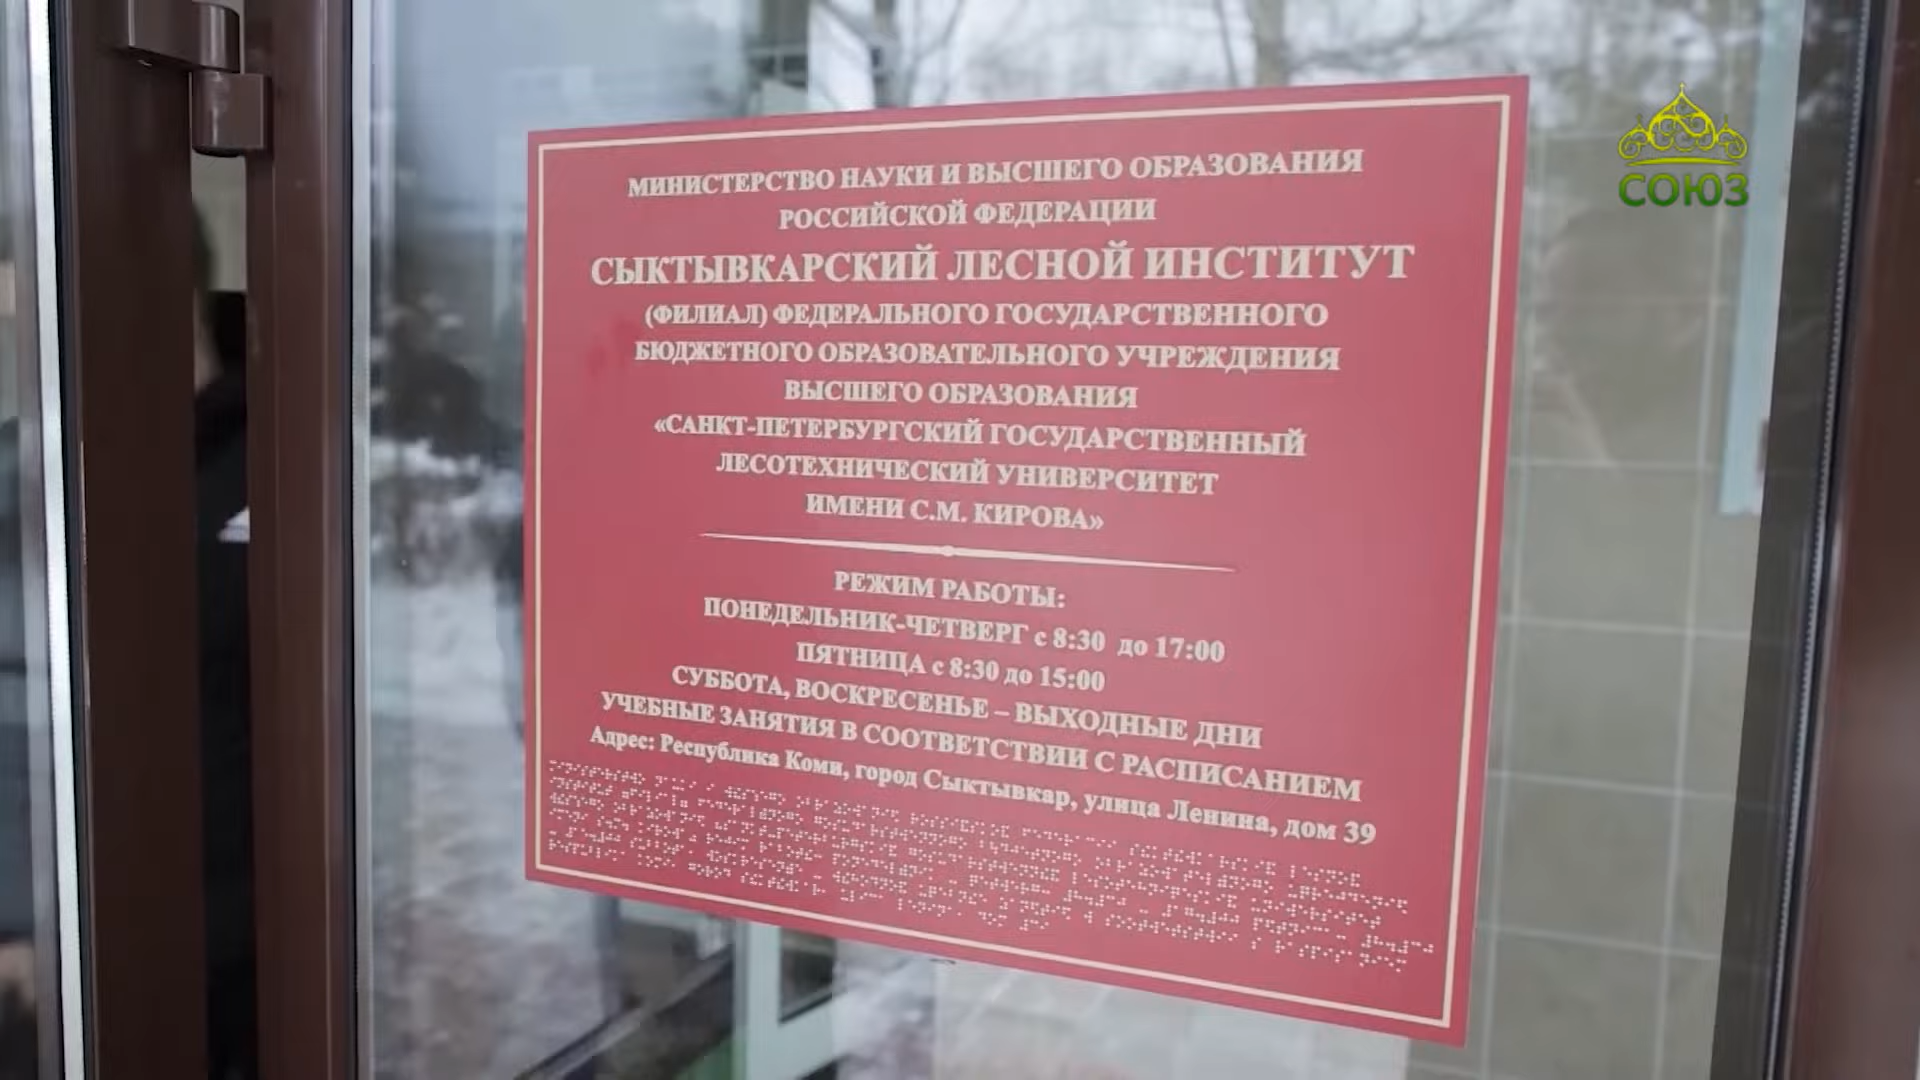 МИНИСТЕРСТВО НАУКИ И ВЫСШЕГО ОБРАЗОВАНИЯ
РОССИЙСКОЙ ФЕДЕРАЦИИ
СЫКТЫВКАРСКИЙ ЛЕСНОЙ ИНСТИТУТ
(ФИЛИАЛ) ФЕДЕРАЛЬНОГО ГОСУДАРСТВЕННОГО
БЮДЖЕТНОГО ОБРАЗОВАТЕЛЬНОГО УЧРЕЖДЕНИЯ
ВЫСШЕГО ОБРАЗОВАНИЯ
«САНКТ-ПЕТЕРБУРГСКИЙ ГОСУДАРСТВЕННЫЙ
ЛЕСОТЕХНИЧЕСКИЙ УНИВЕРСИТЕТ
ИМЕНИ С.М. КИРОВА»
РЕЖИМ РАБОТЫ:
ПОНЕДЕЛЬНИК-ЧЕТВЕРГ с 8:30 до 17:00
ПЯТНИЦА с 8:30 до 15:00
СУББОТА, ВОСКРЕСЕНЬЕ – ВЫХОДНЫЕ ДНИ
УЧЕБНЫЕ ЗАНЯТИЯ В СООТВЕТСТВИИ С РАСПИСАНИЕМ
Адрес: Республика Коми, город Сыктывкар, улица Ленина, дом 39
СОЮЗ